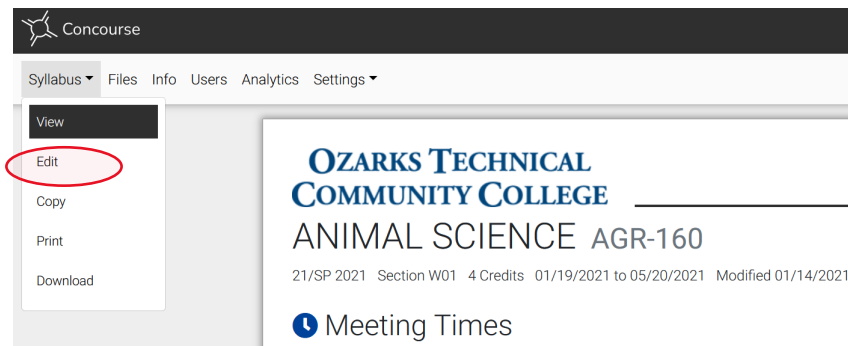 Concourse
Syllabus Files Info Users Analytics Settings
View
Edit
Copy
Print
Download
OZARKS TECHNICAL
COMMUNITY COLLEGE
ANIMAL SCIENCE AGR-160
21/SP 2021 Section W01 4 Credits 01/19/2021 to 05/20/2021 Modified 01/14/2021
Meeting Times